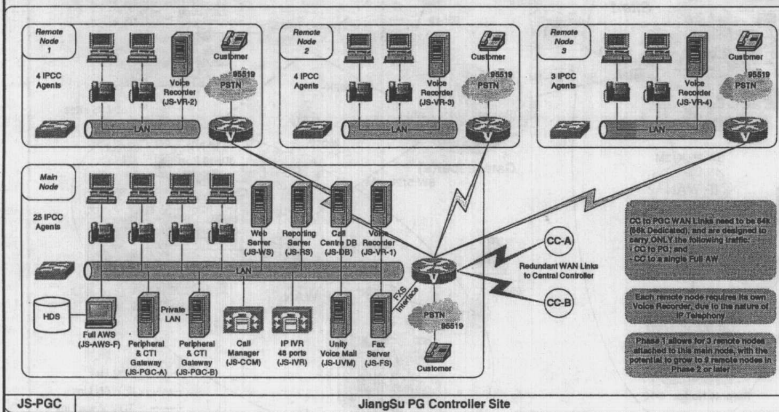 Remote
Node
1
4 IPCC
Agents
Voice
Recorder
(JS-VR-2)
Customer
95519
PSTN
LAN
V
Remote
Node
2
4 IPCC
Agents
Voice
Recorder
(JS-VR-3)
Customer
95519
PSTN
LAN
V
Remote
Node
3
3 IPCC
Agents
Voice
Recorder
(JS-VR-4)
Customer
95519
PSTN
LAN
V
Main
Node
25 IPCC
Agents
Web
Server
(JS-WS)
Reporting
Server
(JS-RS)
Call
Centre DB
(JS-DB)
Voice
Recorder
(JS-VR-1)
LAN
HDS
Full AWS
(JS-AWS-F)
Private
LAN
Peripheral
& CTI
Gateway
(JS-PGC-A)
Peripheral
& CTI
Gateway
(JS-PGC-B)
Call
Manager
(JS-CCM)
IP IVR
48 ports
(JS-IVR)
Unity
Voice Mail
(JS-UVM)
Fax
Server
(JS-FS)
FXS
Interface
V
PSTN
95519
Customer
CC-A
Redundant WAN Links
to Central Controller
CC-B
CC to PGC WAN Links need to be 64k
Dedicated), and are designed to
carry ONLY the following traffic:
- CC to PG; and
- CC to a single Full AW
Each remote node requires its own
Voice Recorder, due to the nature of
IP Telephony
Phase 1 allows for 3 remote nodes
attached to this main node, with the
potential to grow to 9 remote nodes in
Phase 2 or later
JS-PGC
JiangSu PG Controller Site